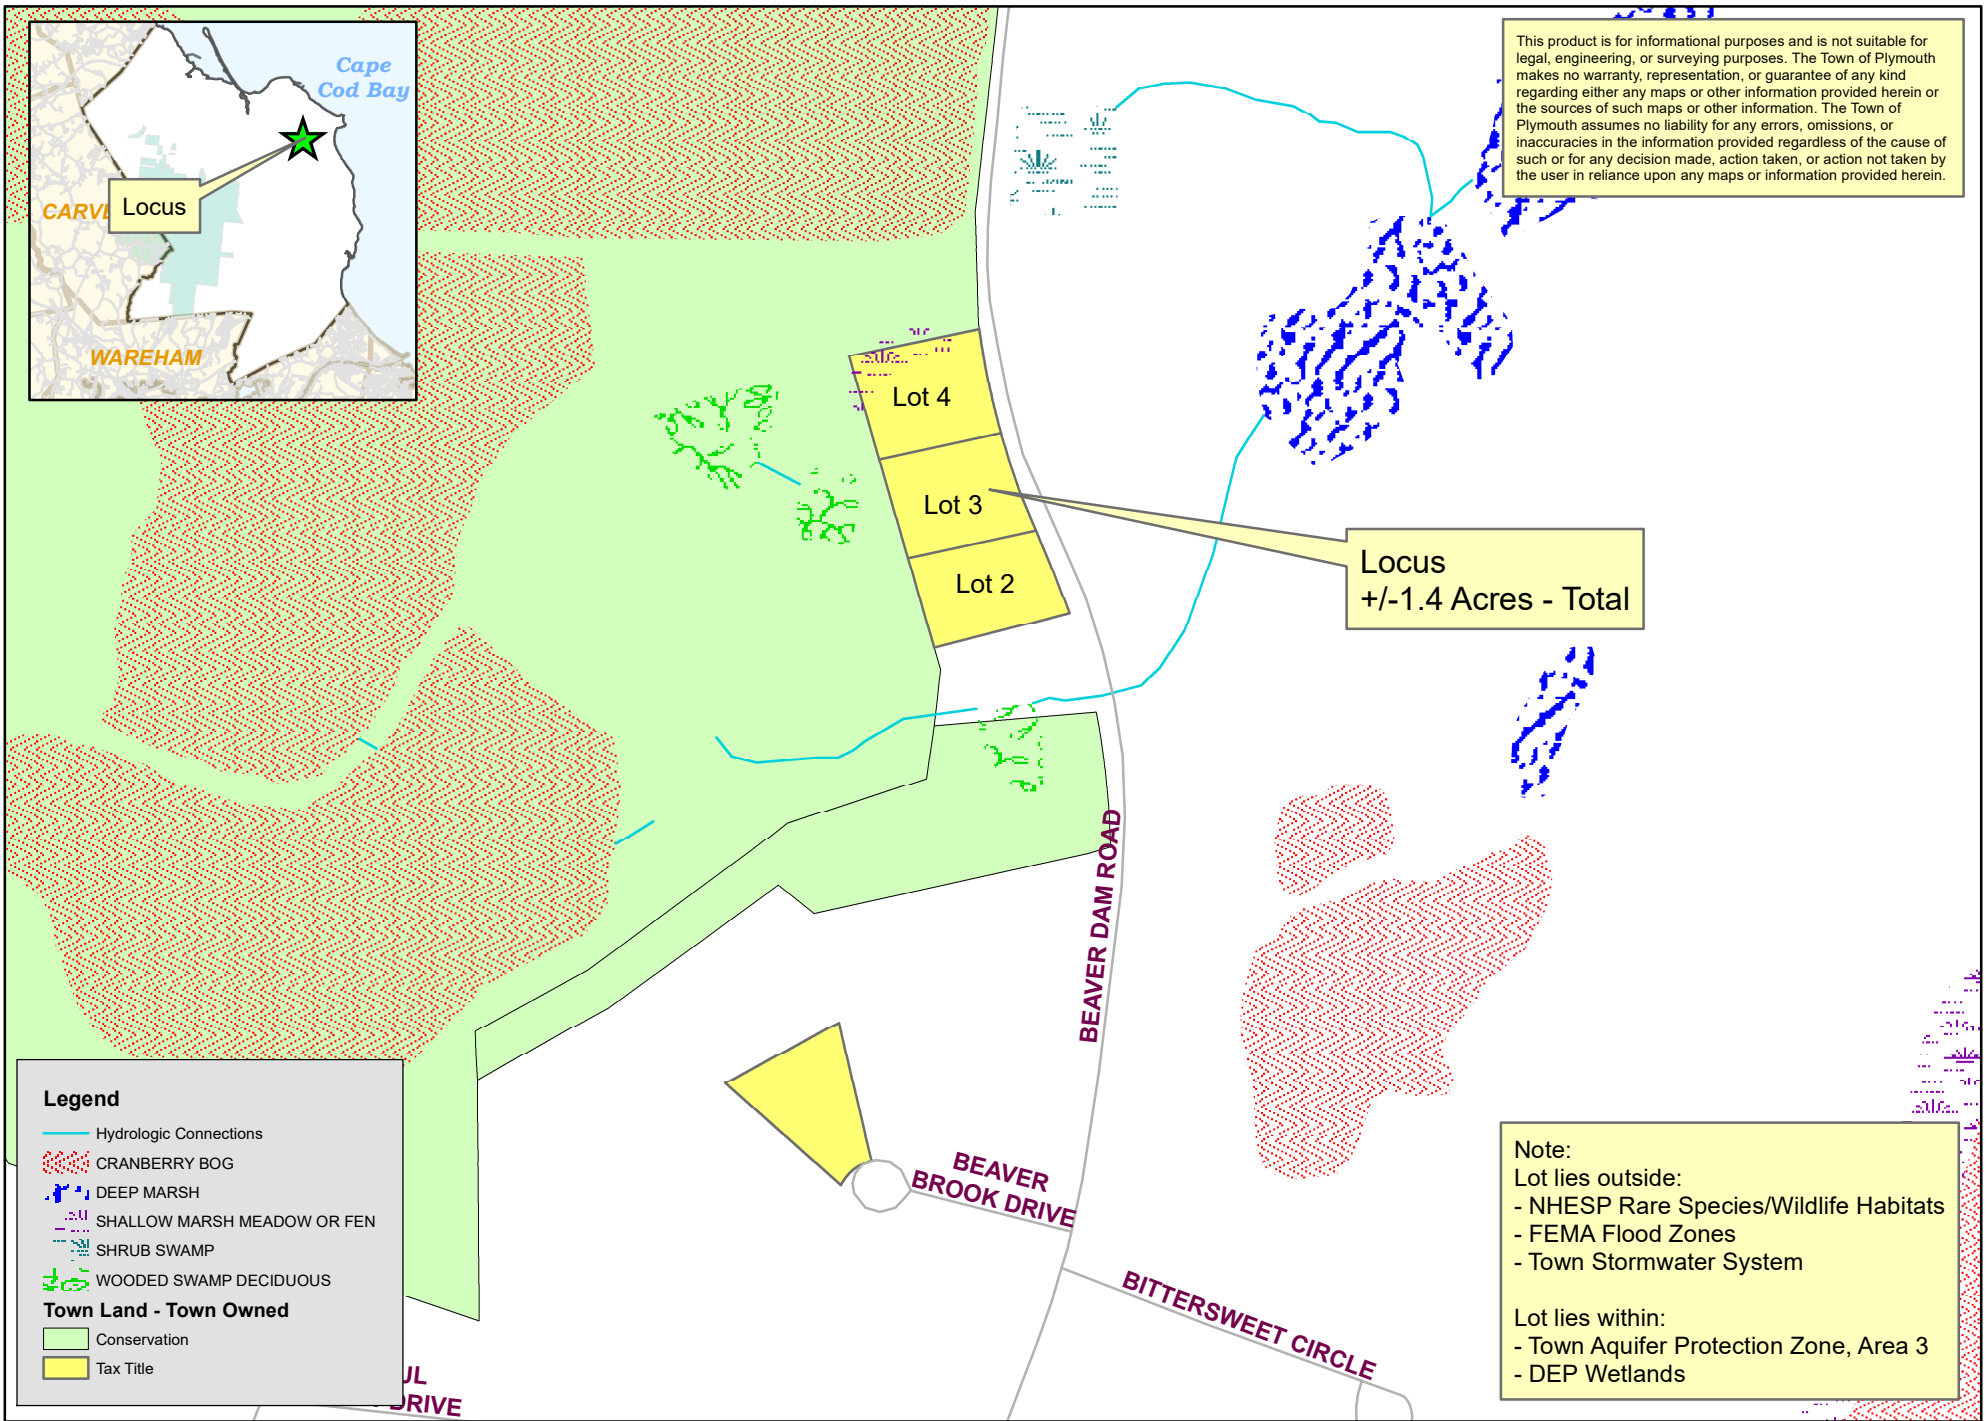 Cape
Cod Bay
Locus
CARVE
WAREHAM
This product is for informational purposes and is not suitable for
legal, engineering, or surveying purposes. The Town of Plymouth
makes no warranty, representation, or guarantee of any kind
regarding either any maps or other information provided herein or
the sources of such maps or other information. The Town of
Plymouth assumes no liability for any errors, omissions, or
inaccuracies in the information provided regardless of the cause of
such or for any decision made, action taken, or action not taken by
the user in reliance upon any maps or information provided herein.
Lot 4
Lot 3
Lot 2
Locus
+/-1.4 Acres - Total
BEAVER DAM ROAD
BEAVER
BROOK DRIVE
BITTERSWEET CIRCLE
Legend
Hydrologic Connections
CRANBERRY BOG
DEEP MARSH
SHALLOW MARSH MEADOW OR FEN
SHRUB SWAMP
WOODED SWAMP DECIDUOUS
Town Land - Town Owned
Conservation
Tax Title
UL
DRIVE
Note:
Lot lies outside:
- NHESP Rare Species/Wildlife Habitats
- FEMA Flood Zones
- Town Stormwater System
Lot lies within:
- Town Aquifer Protection Zone, Area 3
- DEP Wetlands